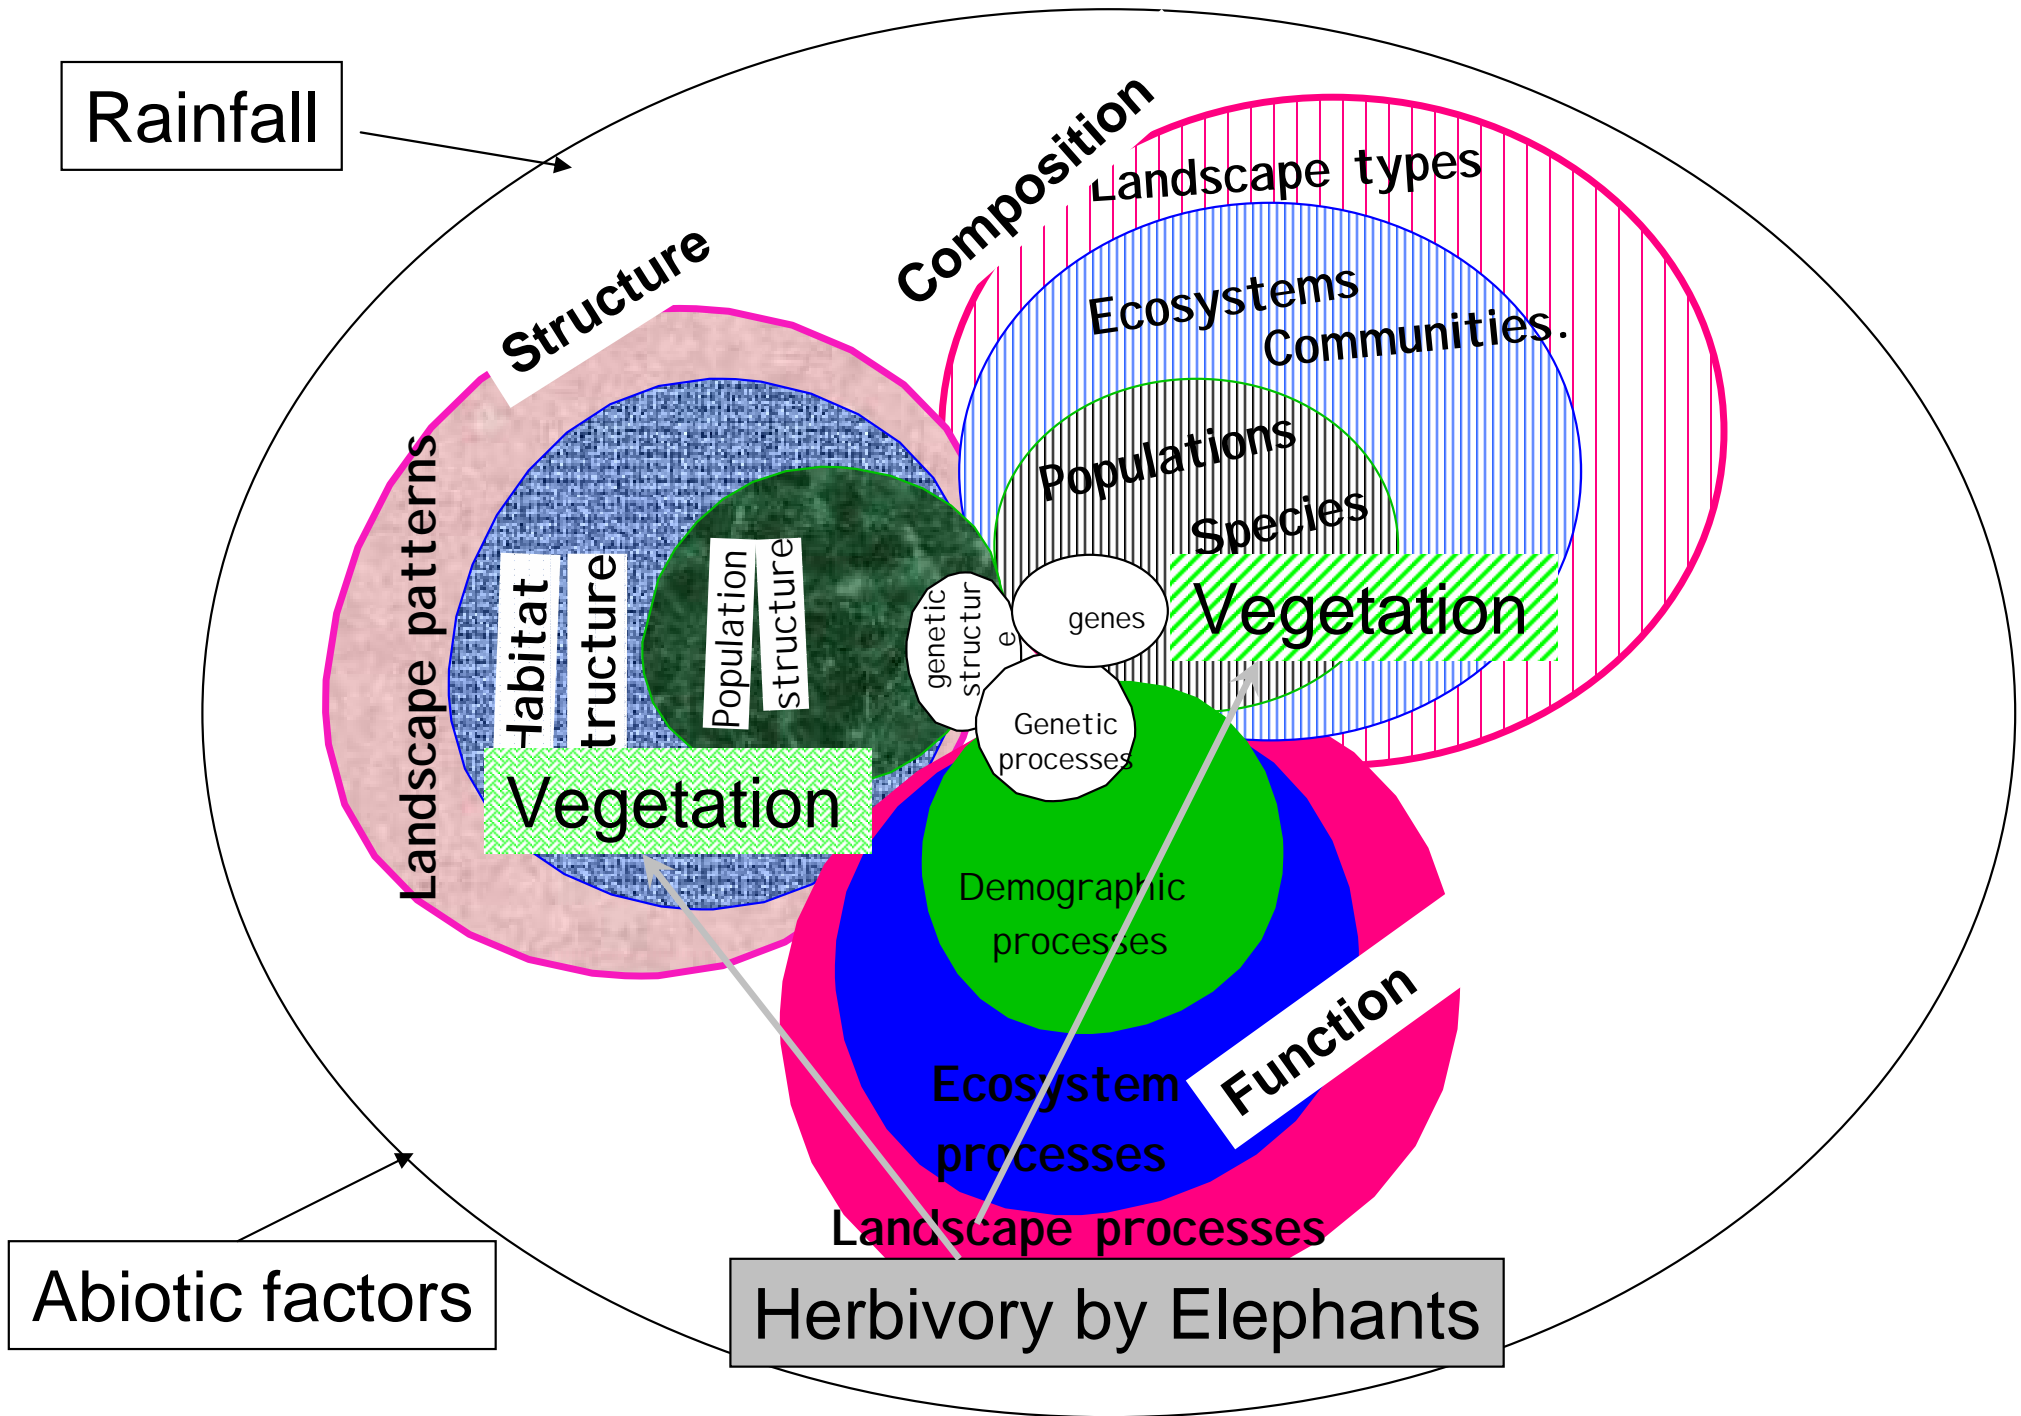 Rainfall
Composition
Landscape types
Structure
Ecosystems
Communities.
Populations
Species
Landscape patterns
Habitat
tructure
Population
structure
genetic
structur
e
genes
Vegetation
Genetic
processes
Vegetation
Demographic
processes
Function
Ecosystem
processes
Landscape processes
Abiotic factors
Herbivory by Elephants